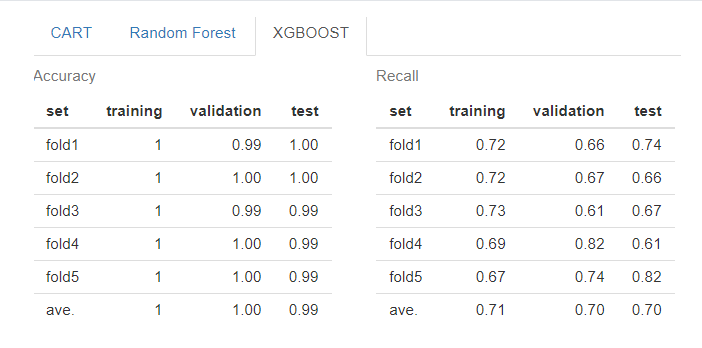 CART Random Forest XGBOOST
Accuracy Recall
set training validation test set training validation test
fold1 1 0.99 1.00 fold1 0.72 0.66 0.74
fold2 1 1.00 1.00 fold2 0.72 0.67 0.66
fold3 1 0.99 0.99 fold3 0.73 0.61 0.67
fold4 1 1.00 0.99 fold4 0.69 0.82 0.61
fold5 1 1.00 0.99 fold5 0.67 0.74 0.82
ave. 1 1.00 0.99 ave. 0.71 0.70 0.70